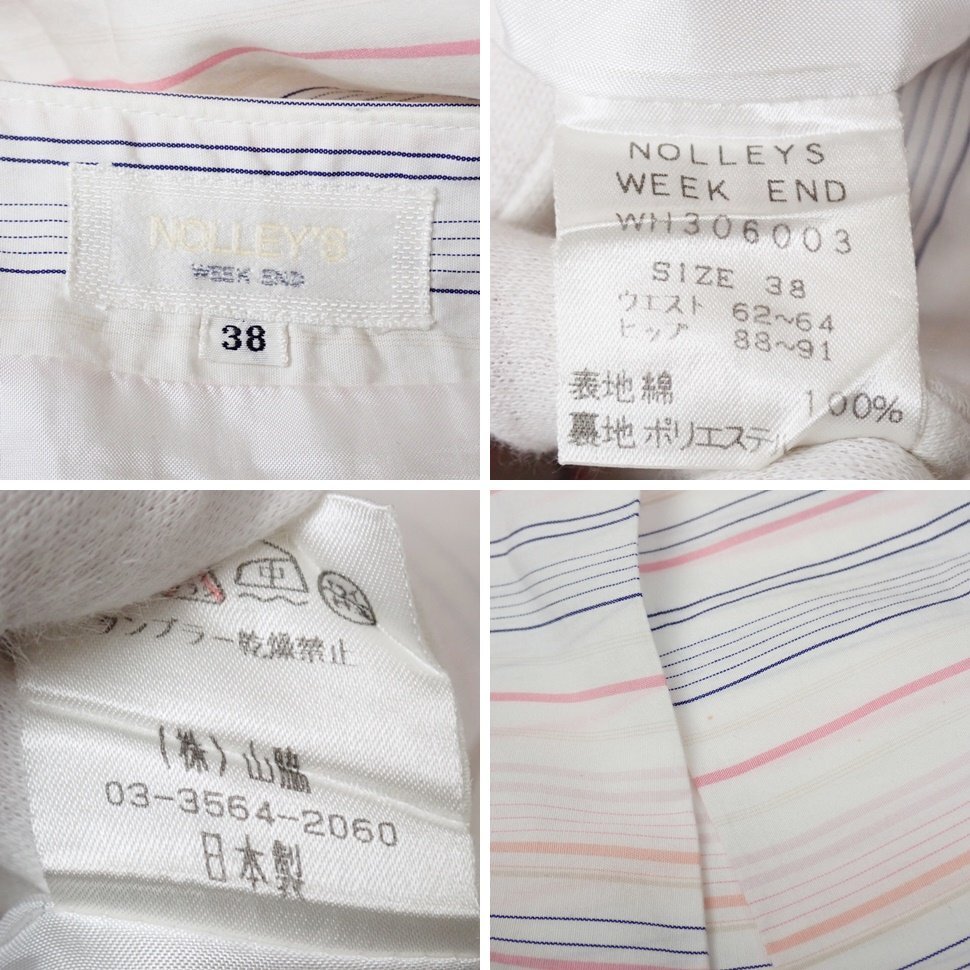 NOLLEY'S
WEEK END
38
NOLLEYS
WEEK END
WH306003
SIZE 38
ウエスト 62~64
ヒップ 88~91
表地 綿 100%
裏地 ポリエステル
中
タンブラー乾燥禁止
(株)山脇
03-3564-2060
日本製